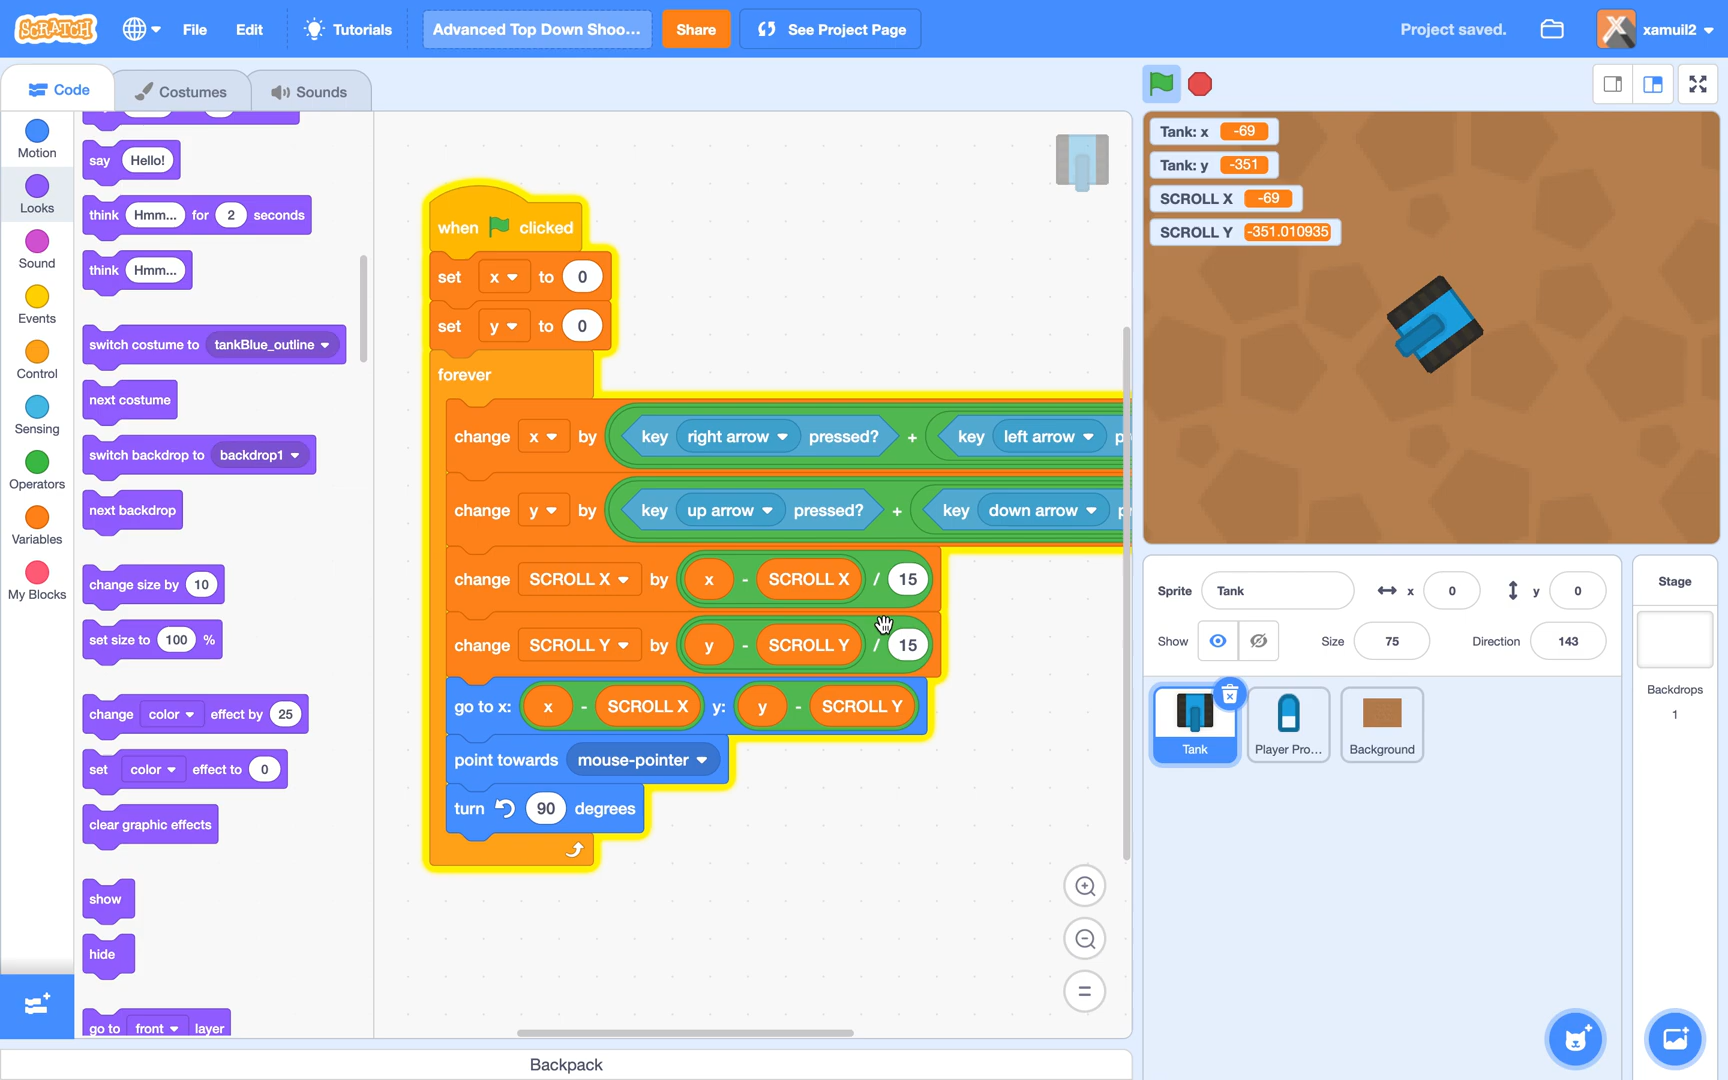 SCRATCH File Edit Tutorials Advanced Top Down Shoo... Share See Project Page Project saved. xamuil2
Code Costumes Sounds
Motion
Looks
Sound
Events
Control
Sensing
Operators
Variables
My Blocks
say Hello!
think Hmm... for 2 seconds
think Hmm...
switch costume to tankBlue_outline
next costume
switch backdrop to backdrop1
next backdrop
change size by 10
set size to 100 %
change color effect by 25
set color effect to 0
clear graphic effects
show
hide
go to front layer
when clicked
set x to 0
set y to 0
forever
change x by key right arrow pressed? + key left arrow
change y by key up arrow pressed? + key down arrow
change SCROLL X by x - SCROLL X / 15
change SCROLL Y by y - SCROLL Y / 15
go to x: x - SCROLL X y: y - SCROLL Y
point towards mouse-pointer
turn 90 degrees
Backpack
Tank: x -69
Tank: y -351
SCROLL X -69
SCROLL Y -351.010935
Sprite Tank x 0 y 0
Show Size 75 Direction 143
Tank Player Pro... Background
Stage
Backdrops
1